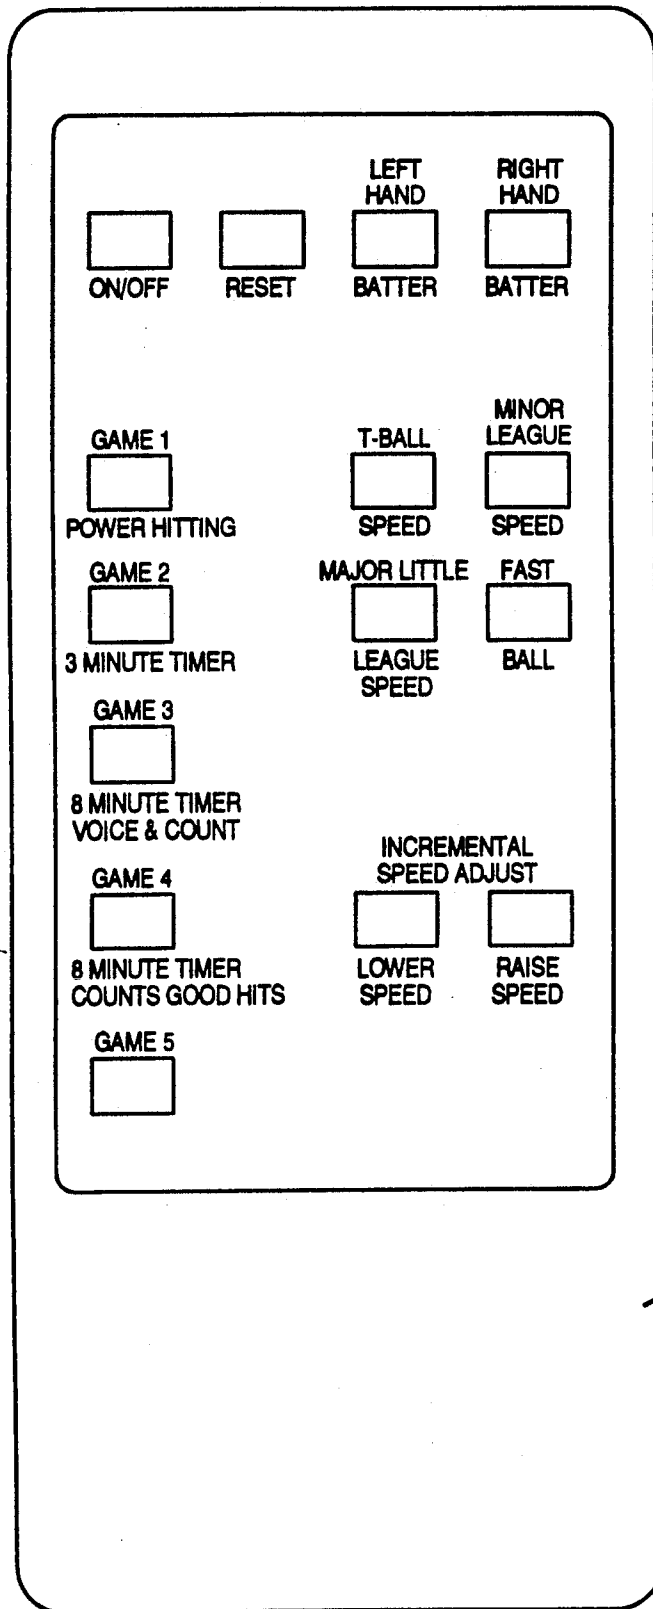 LEFT
HAND
RIGHT
HAND
ON/OFF
RESET
BATTER
BATTER
GAME 1
POWER HITTING
T-BALL
SPEED
MINOR
LEAGUE
SPEED
GAME 2
3 MINUTE TIMER
MAJOR LITTLE
LEAGUE
SPEED
FAST
BALL
GAME 3
8 MINUTE TIMER
VOICE & COUNT
GAME 4
8 MINUTE TIMER
COUNTS GOOD HITS
INCREMENTAL
SPEED ADJUST
LOWER
SPEED
RAISE
SPEED
GAME 5